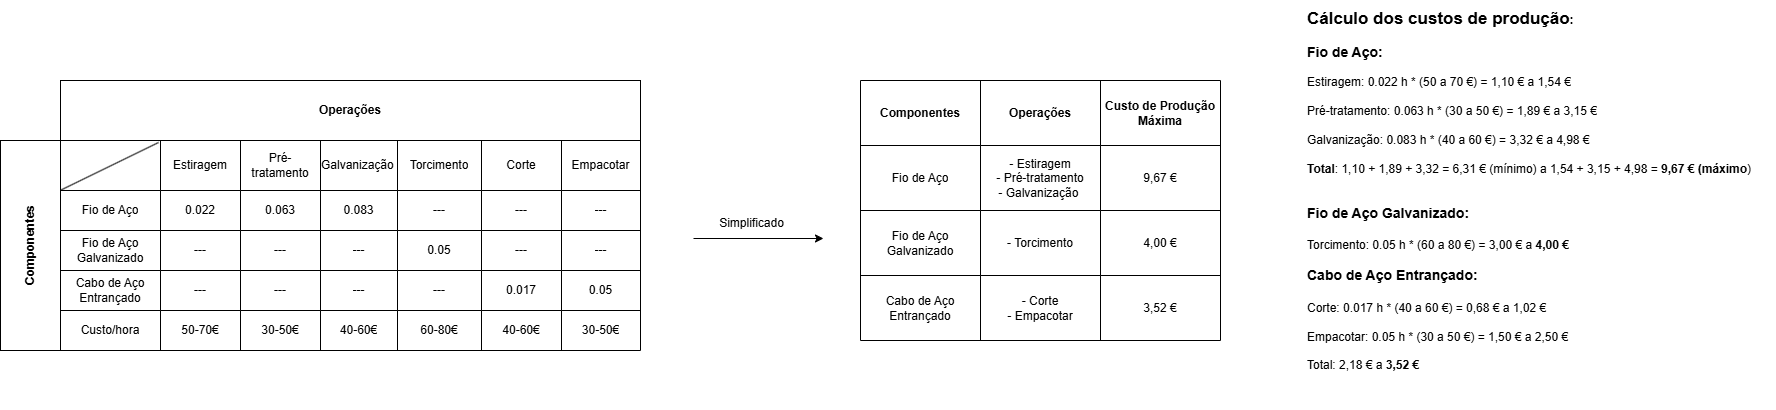 Operações
Componentes
Estiragem
Pré-
tratamento
Galvanização
Torcimento
Corte
Empacotar
Fio de Aço
0.022
0.063
0.083
---
---
---
Fio de Aço
Galvanizado
---
---
---
0.05
---
---
Cabo de Aço
Entrançado
---
---
---
---
0.017
0.05
Custo/hora
50-70€
30-50€
40-60€
60-80€
40-60€
30-50€
Simplificado
Componentes
Operações
Custo de Produção
Máxima
Fio de Aço
- Estiragem
- Pré-tratamento
- Galvanização
9,67 €
Fio de Aço
Galvanizado
- Torcimento
4,00 €
Cabo de Aço
Entrançado
- Corte
- Empacotar
3,52 €
Cálculo dos custos de produção:
Fio de Aço:
Estiragem: 0.022 h * (50 a 70 €) = 1,10 € a 1,54 €
Pré-tratamento: 0.063 h * (30 a 50 €) = 1,89 € a 3,15 €
Galvanização: 0.083 h * (40 a 60 €) = 3,32 € a 4,98 €
Total: 1,10 + 1,89 + 3,32 = 6,31 € (mínimo) a 1,54 + 3,15 + 4,98 = 9,67 € (máximo)
Fio de Aço Galvanizado:
Torcimento: 0.05 h * (60 a 80 €) = 3,00 € a 4,00 €
Cabo de Aço Entrançado:
Corte: 0.017 h * (40 a 60 €) = 0,68 € a 1,02 €
Empacotar: 0.05 h * (30 a 50 €) = 1,50 € a 2,50 €
Total: 2,18 € a 3,52 €